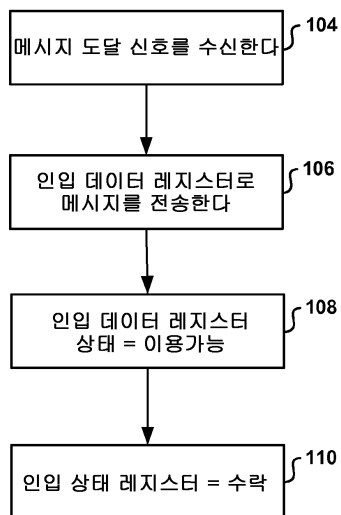 메시지 도달 신호를 수신한다
104
인입 데이터 레지스터로
메시지를 전송한다
106
인입 데이터 레지스터
상태 = 이용가능
108
인입 상태 레지스터 = 수락
110